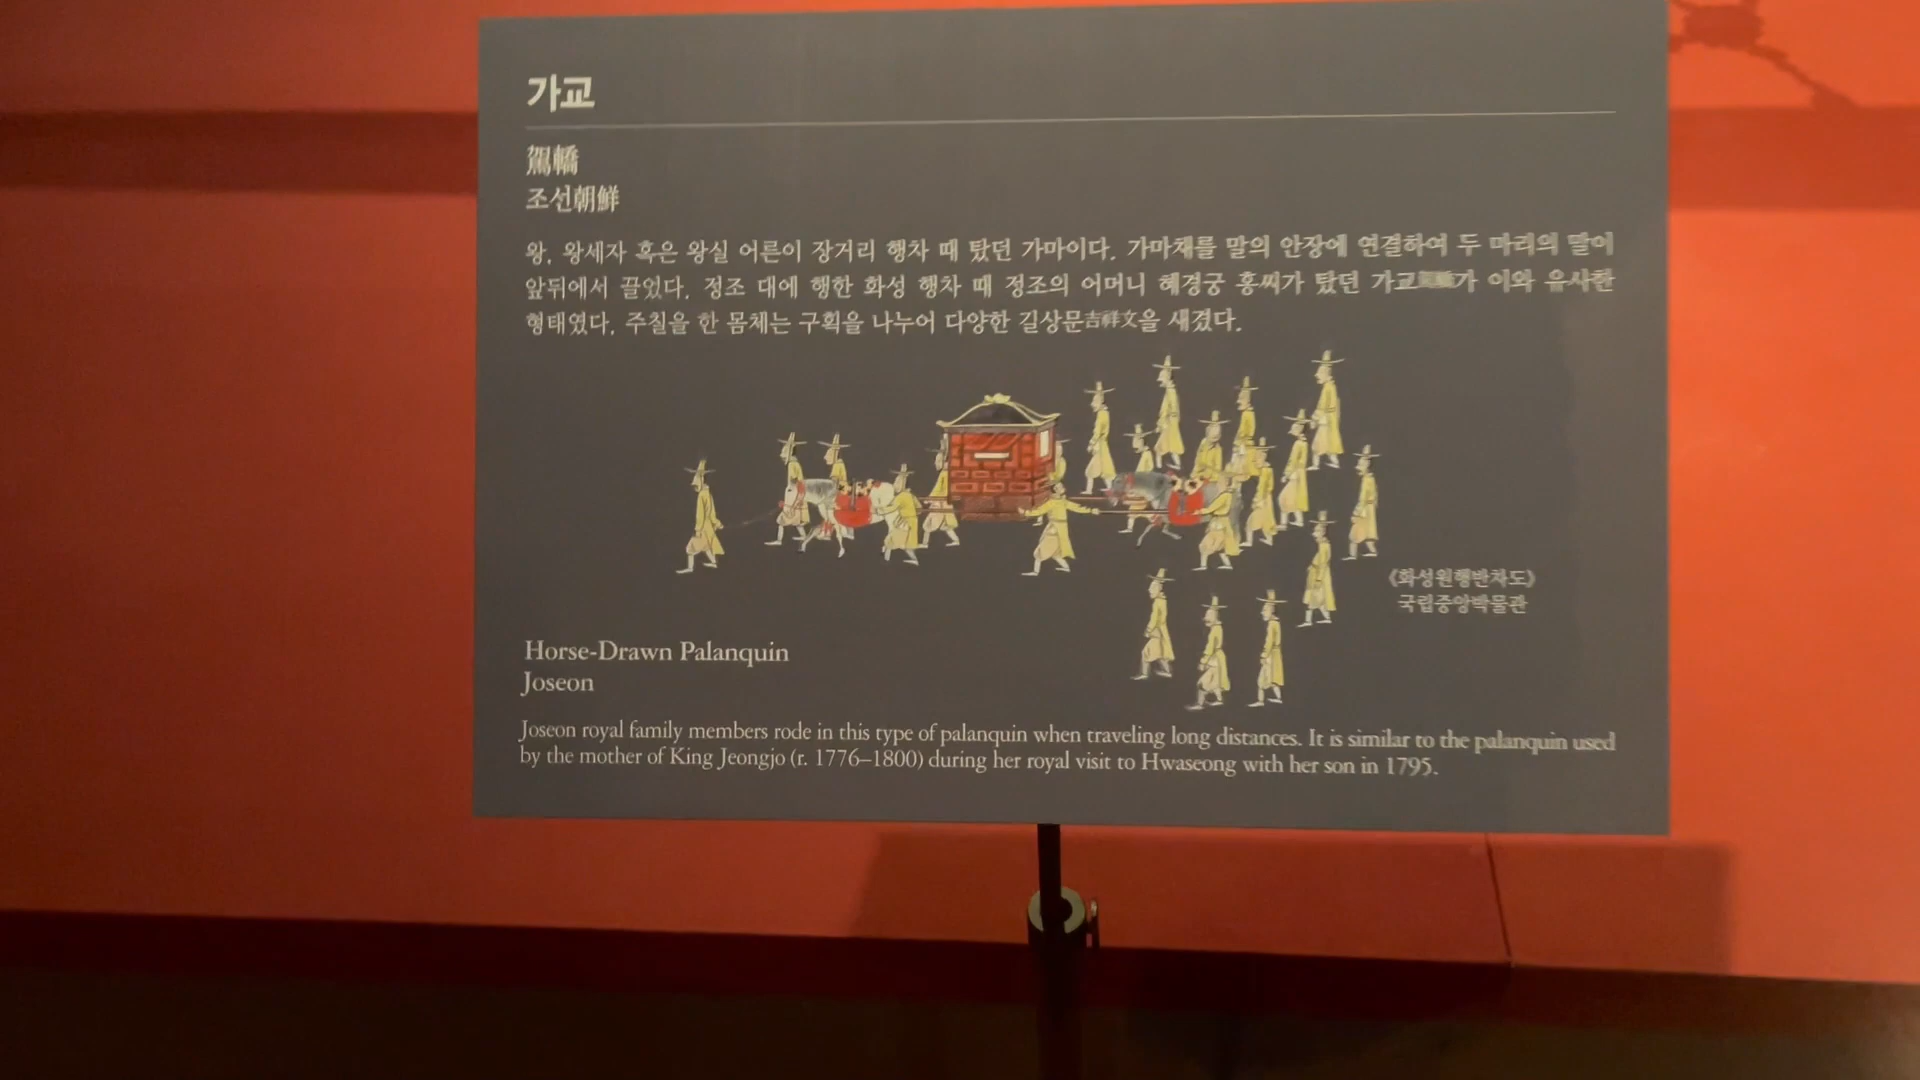 가교
駕轎
조선朝鮮
왕, 왕세자 혹은 왕실 어른이 장거리 행차 때 탔던 가마이다. 가마채를 말의 안장에 연결하여 두 마리의 말이
앞뒤에서 끌었다. 정조 대에 행한 화성 행차 때 정조의 어머니 혜경궁 홍씨가 탔던 가교가 이와 유사한
형태였다. 주칠을 한 몸체는 구획을 나누어 다양한 길상문吉祥文을 새겼다.
《화성원행반차도》
국립중앙박물관
Horse-Drawn Palanquin
Joseon
Joseon royal family members rode in this type of palanquin when traveling long distances. It is similar to the palanquin used
by the mother of King Jeongjo (r. 1776–1800) during her royal visit to Hwaseong with her son in 1795.